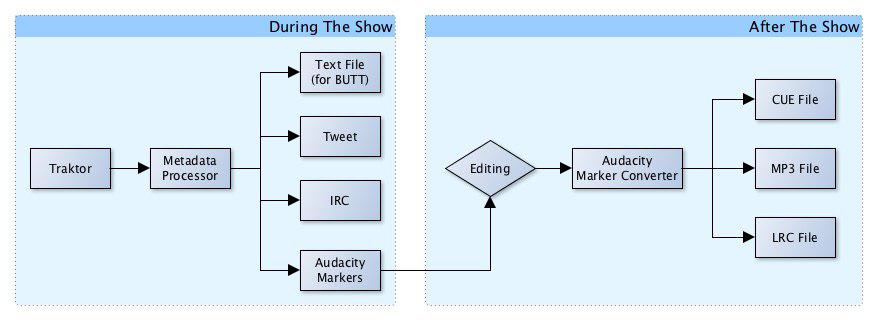 During The Show
Text File
(for BUTT)
Tweet
Traktor
Metadata
Processor
IRC
Audacity
Markers
After The Show
Editing
Audacity
Marker Converter
CUE File
MP3 File
LRC File